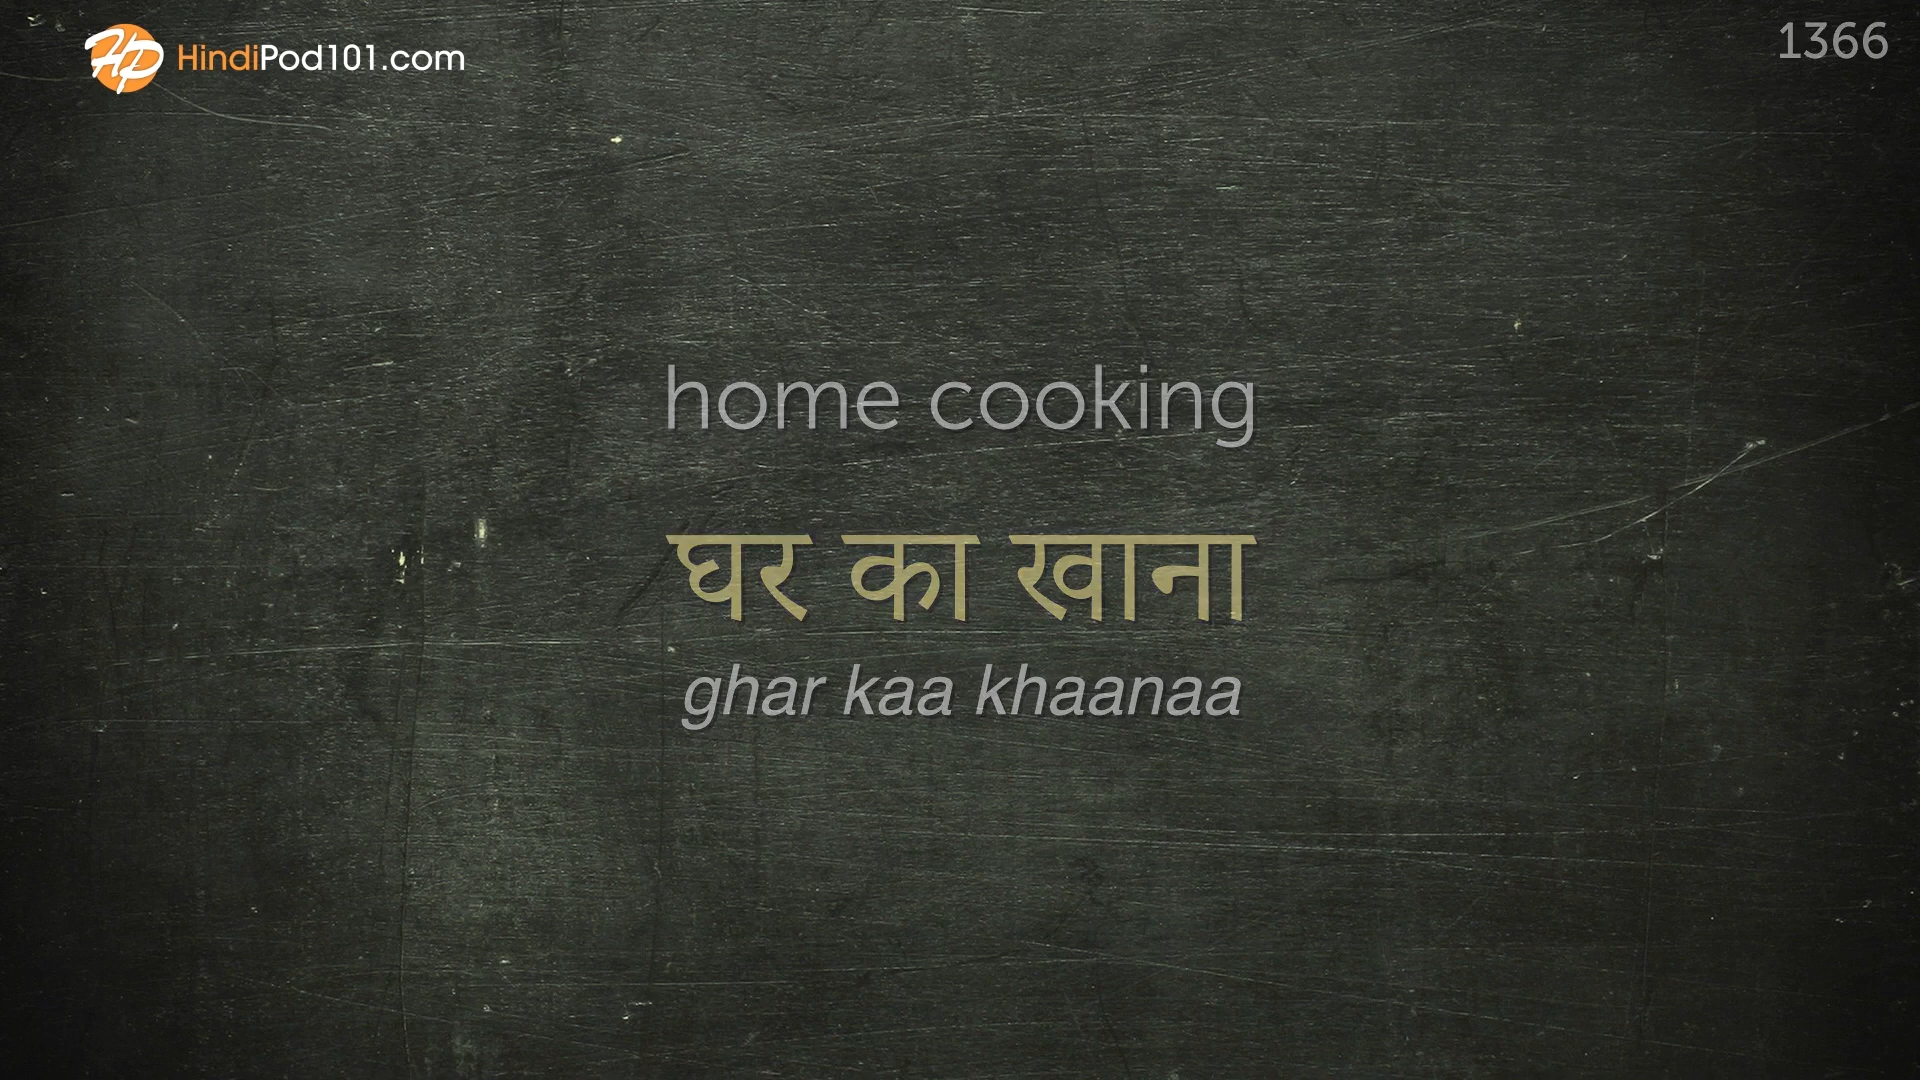 HindiPod101.com
1366
home cooking
घर का खाना
ghar kaa khaanaa